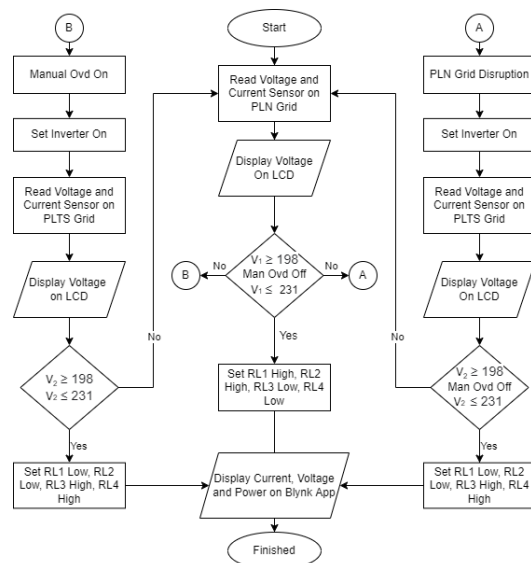 B
Manual Ovd On
Set Inverter On
Read Voltage and
Current Sensor on
PLTS Grid
Display Voltage
on LCD
V₂ ≥ 198
V₂ ≤ 231
No
Yes
Set RL1 Low, RL2
Low, RL3 High, RL4
High
Start
Read Voltage and
Current Sensor on
PLN Grid
Display Voltage
On LCD
V₁ ≥ 198
Man Ovd Off
V₁ ≤ 231
No
B
No
A
Yes
Set RL1 High, RL2
High, RL3 Low, RL4
Low
Display Current, Voltage
and Power on Blynk App
Finished
A
PLN Grid Disruption
Set Inverter On
Read Voltage and
Current Sensor on
PLTS Grid
Display Voltage
On LCD
V₂ ≥ 198
Man Ovd Off
V₂ ≤ 231
No
Yes
Set RL1 Low, RL2
Low, RL3 High, RL4
High